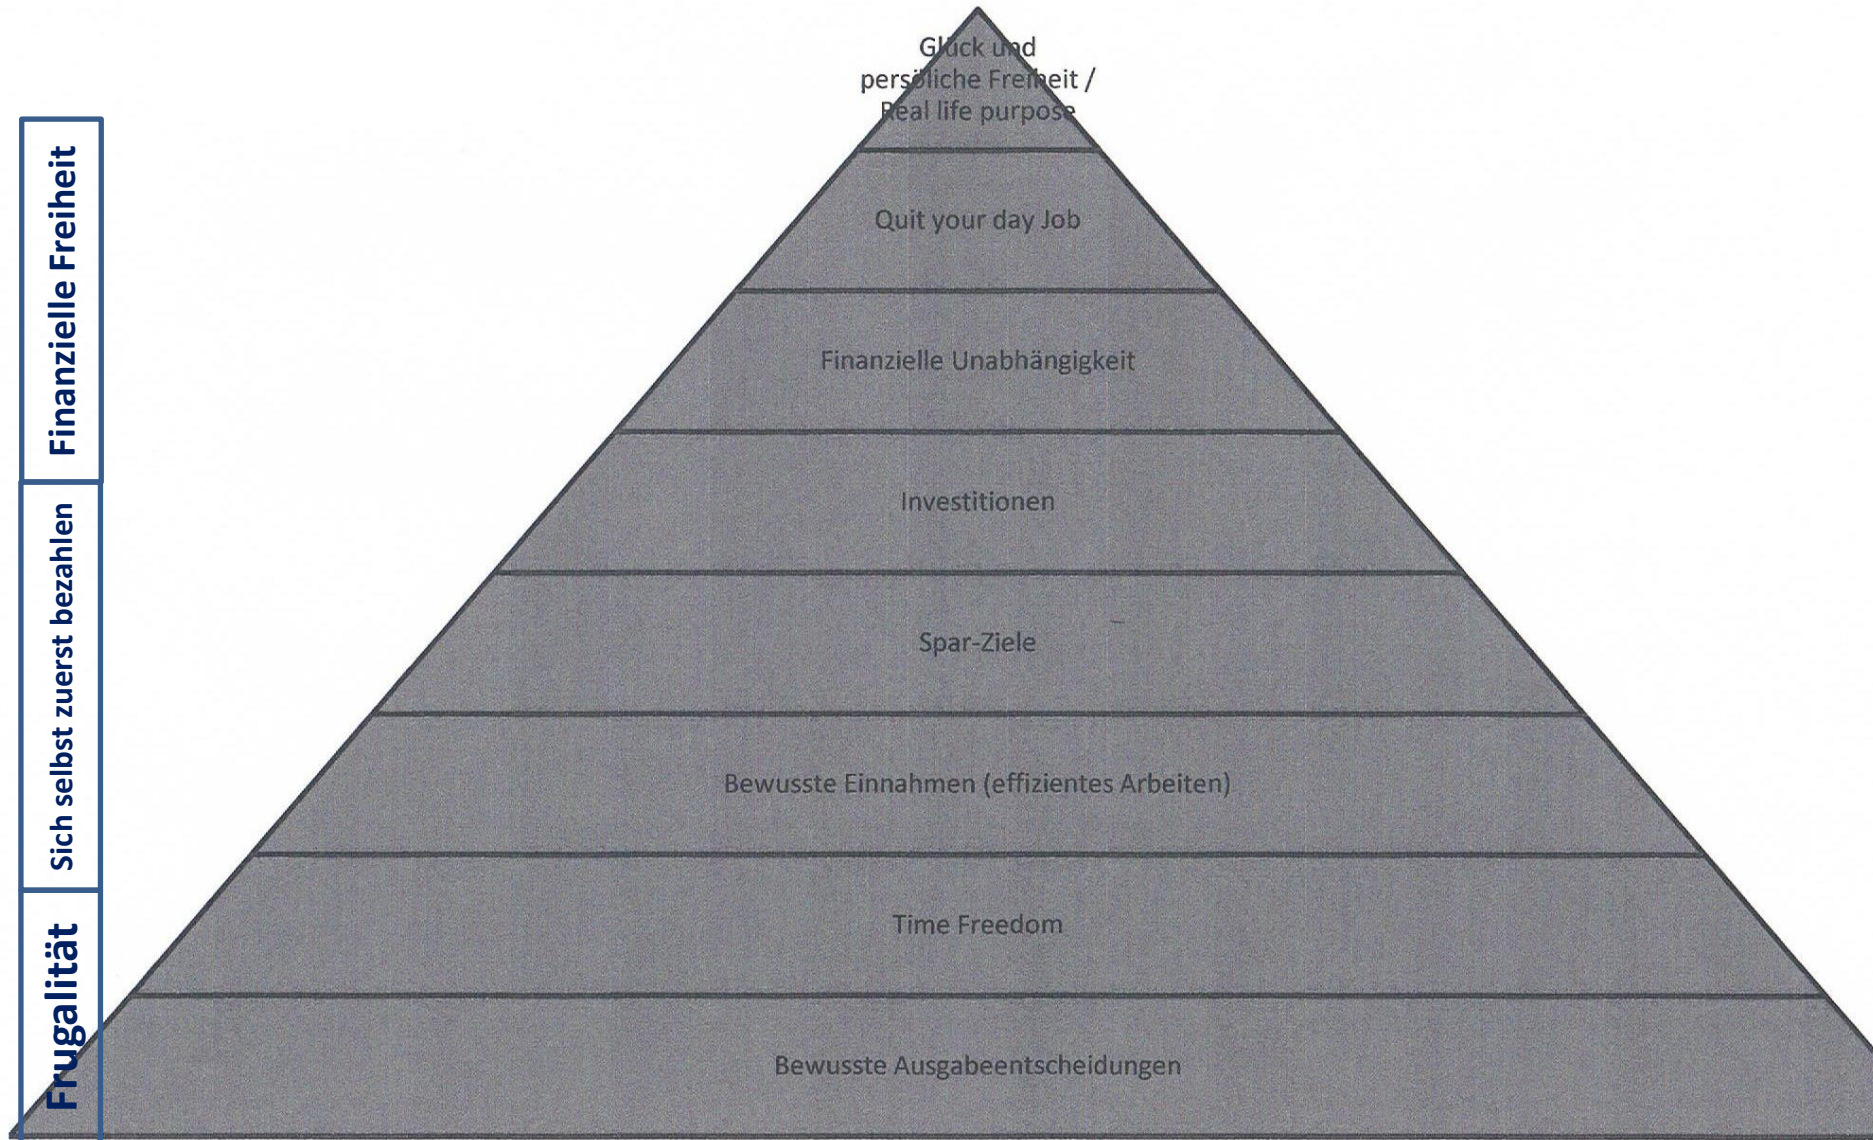 Glück und
persöliche Freiheit /
Real life purpose
Quit your day Job
Finanzielle Unabhängigkeit
Investitionen
Spar-Ziele
Bewusste Einnahmen (effizientes Arbeiten)
Time Freedom
Bewusste Ausgabeentscheidungen
Finanzielle Freiheit
Sich selbst zuerst bezahlen
Frugalität